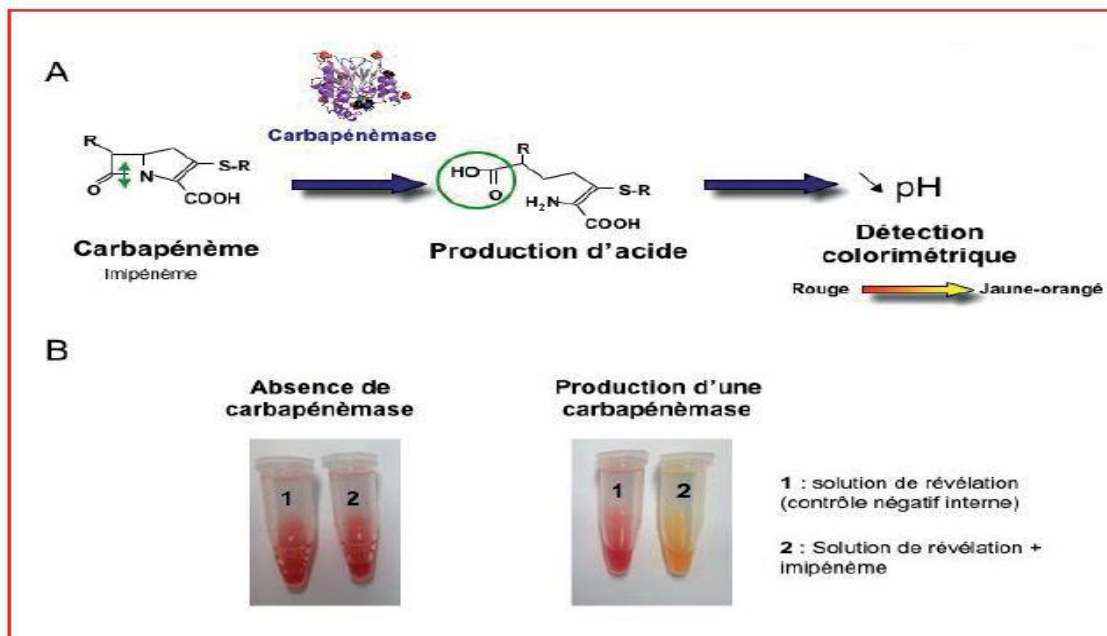 A
Carbapénèmase
R
O
N
S-R
COOH
HO
O
R
H₂N
S-R
COOH
pH
Carbapénème
Imipénème
Production d'acide
Détection
colorimétrique
Rouge
Jaune-orangé
B
Absence de
carbapénèmase
Production d'une
carbapénèmase
1
2
1
2
1 : solution de révélation
(contrôle négatif interne)
2 : Solution de révélation +
imipénème